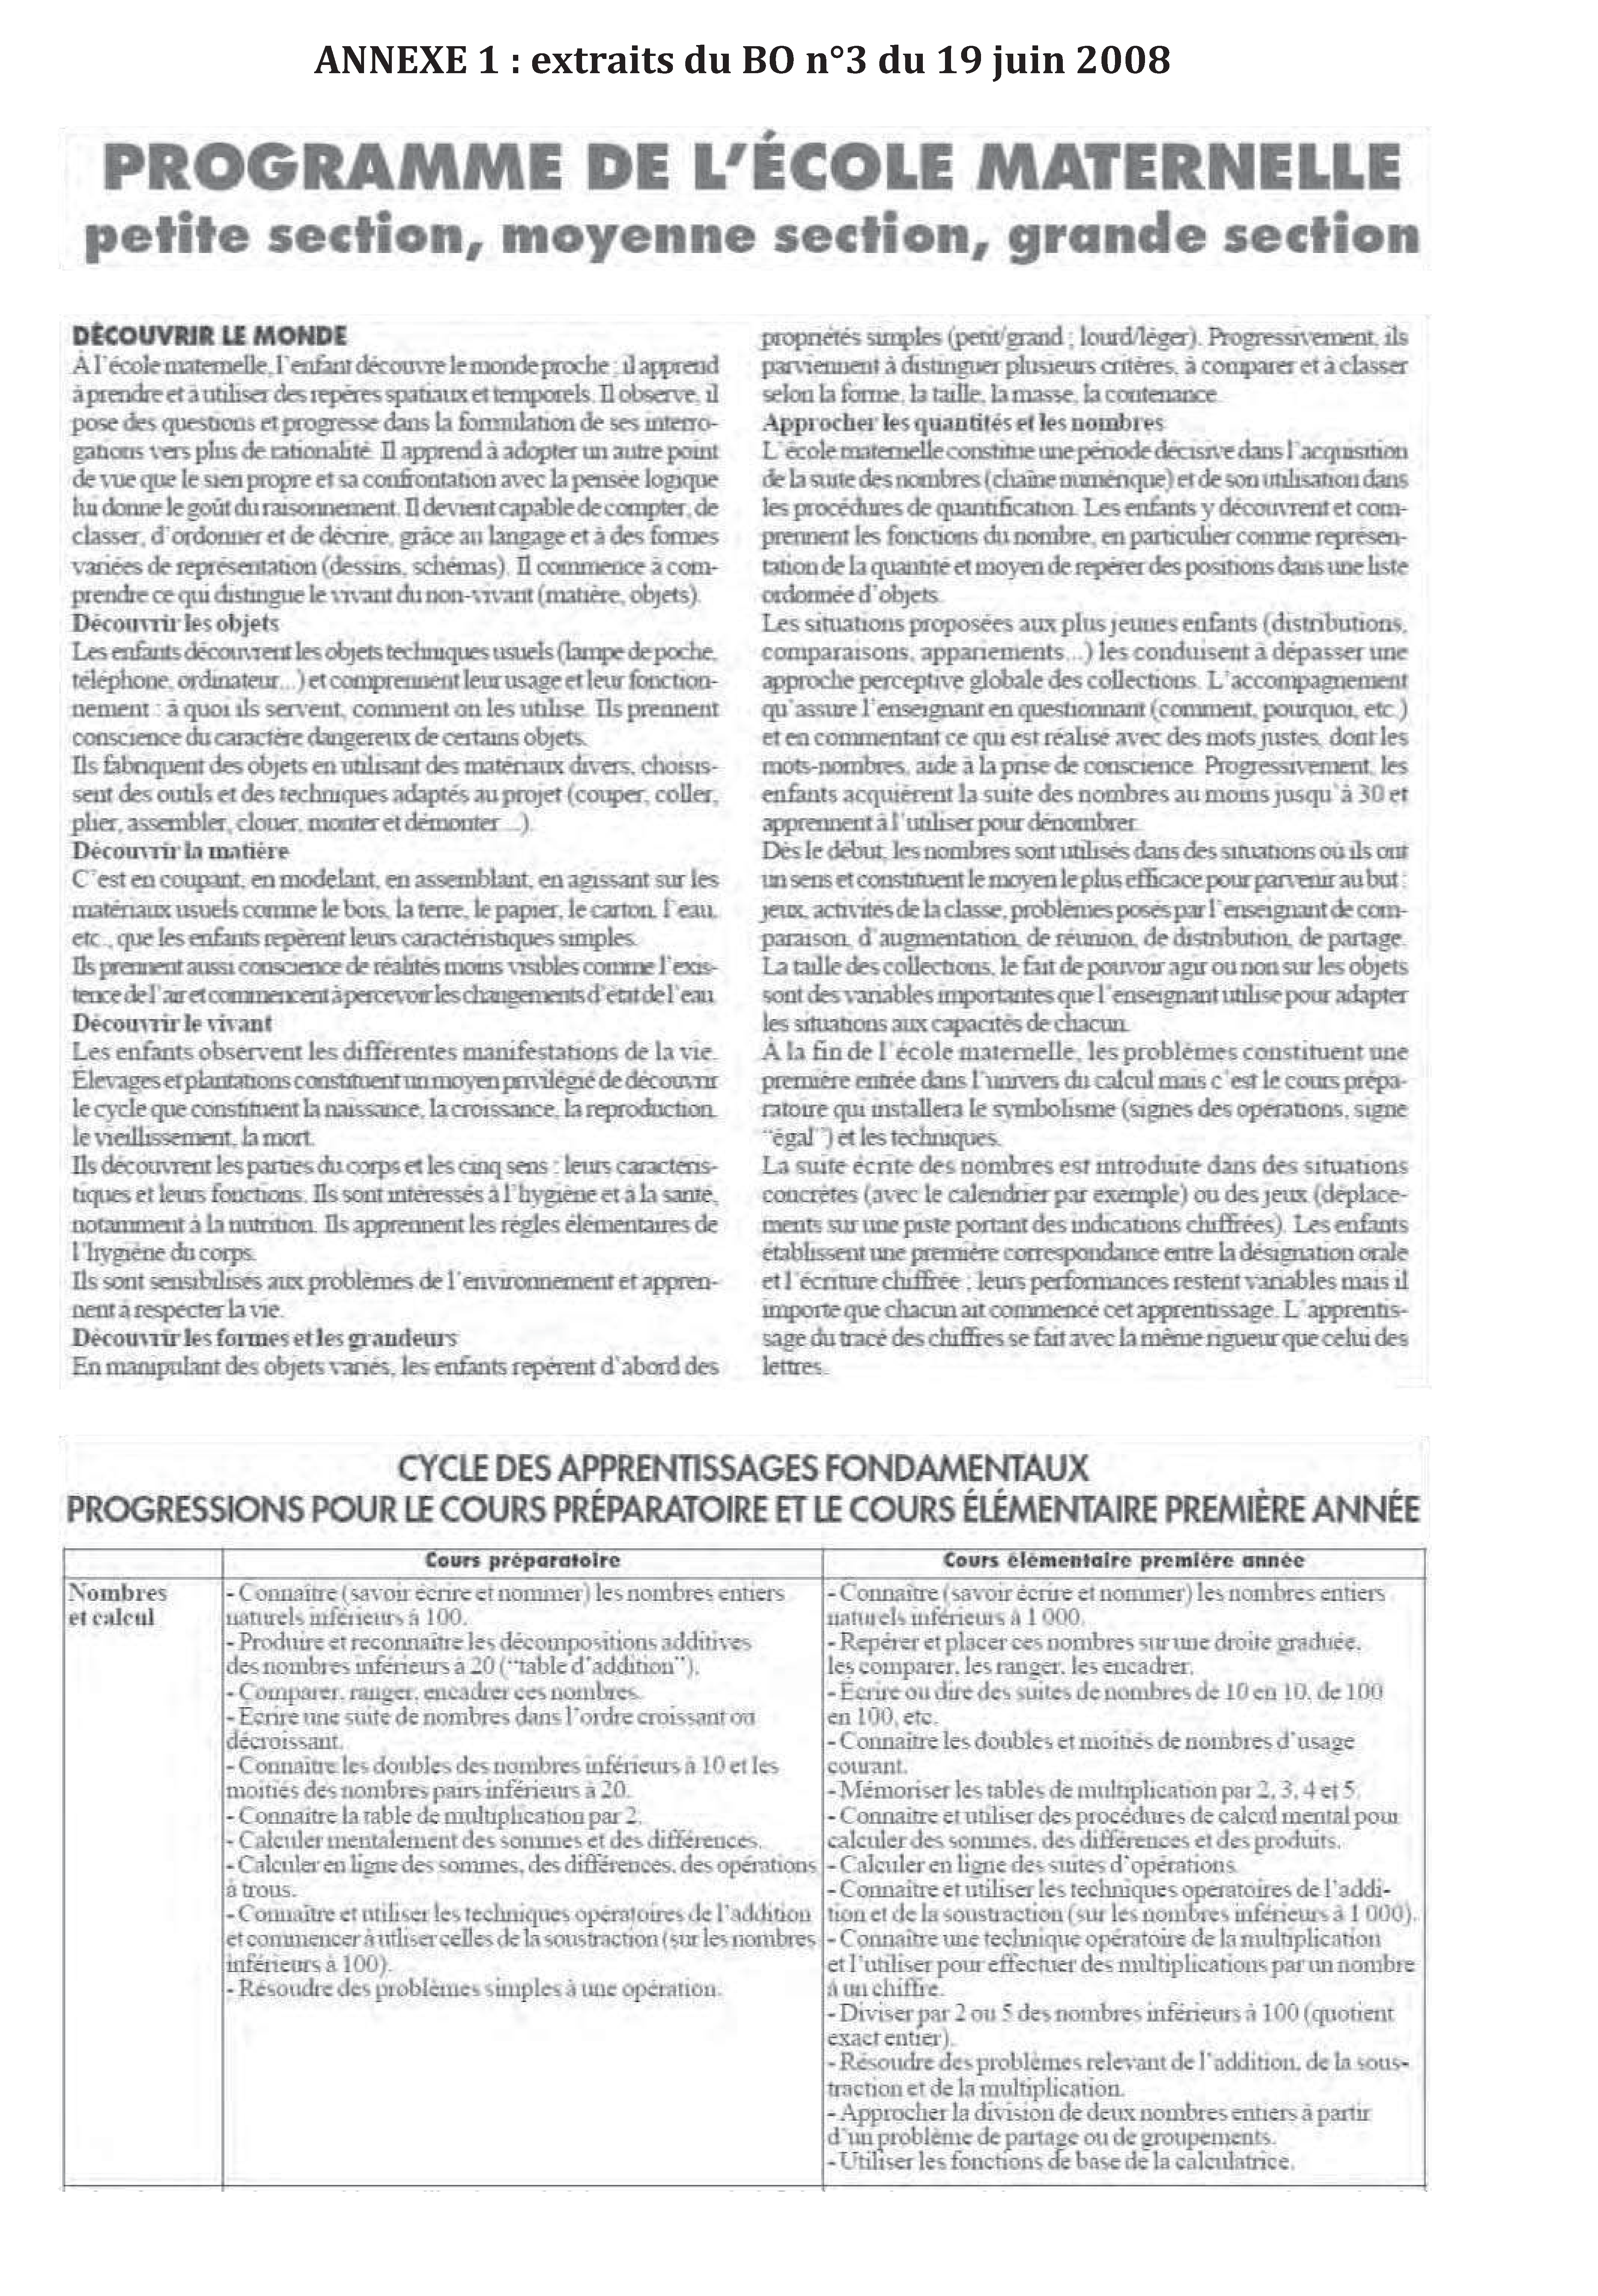 ANNEXE 1 : extraits du BO n°3 du 19 juin 2008
PROGRAMME DE L'ÉCOLE MATERNELLE
petite section, moyenne section, grande section
DÉCOUVRIR LE MONDE
À l'école maternelle, l'enfant découvre le monde proche ; il apprend
à prendre et à utiliser des repères spatiaux et temporels. Il observe, il
pose des questions et progresse dans la formulation de ses interro-
gations vers plus de rationalité. Il apprend à adopter un autre point
de vue que le sien propre et sa confrontation avec la pensée logique
lui donne le goût du raisonnement. Il devient capable de compter, de
classer, d'ordonner et de décrire, grâce au langage et à des formes
variées de représentation (dessins, schémas). Il commence à com-
prendre ce qui distingue le vivant du non-vivant (matière, objets).
Découvrir les objets
Les enfants découvrent les objets techniques usuels (lampe de poche,
téléphone, ordinateur...) et comprennent leur usage et leur fonction-
nement : à quoi ils servent, comment on les utilise. Ils prennent
conscience du caractère dangereux de certains objets.
Ils fabriquent des objets en utilisant des matériaux divers, choisis-
sent des outils et des techniques adaptés au projet (couper, coller,
plier, assembler, clouer, monter et démonter ...).
Découvrir la matière
C'est en coupant, en modelant, en assemblant, en agissant sur les
matériaux usuels comme le bois, la terre, le papier, le carton, l'eau,
etc., que les enfants repèrent leurs caractéristiques simples.
Ils prennent aussi conscience de réalités moins visibles comme l'exis-
tence de l'air et commencent à percevoir les changements d'état de l'eau.
Découvrir le vivant
Les enfants observent les différentes manifestations de la vie.
Élevages et plantations constituent un moyen privilégié de découvrir
le cycle que constituent la naissance, la croissance, la reproduction,
le vieillissement, la mort.
Ils découvrent les parties du corps et les cinq sens : leurs caractéris-
tiques et leurs fonctions. Ils sont intéressés à l'hygiène et à la santé,
notamment à la nutrition. Ils apprennent les règles élémentaires de
l'hygiène du corps.
Ils sont sensibilisés aux problèmes de l'environnement et appren-
nent à respecter la vie.
Découvrir les formes et les grandeurs
En manipulant des objets variés, les enfants repèrent d'abord des
propriétés simples (petit/grand ; lourd/léger). Progressivement, ils
parviennent à distinguer plusieurs critères, à comparer et à classer
selon la forme, la taille, la masse, la contenance.
Approcher les quantités et les nombres
L'école maternelle constitue une période décisive dans l'acquisition
de la suite des nombres (chaîne numérique) et de son utilisation dans
les procédures de quantification. Les enfants y découvrent et com-
prennent les fonctions du nombre, en particulier comme représen-
tation de la quantité et moyen de repérer des positions dans une liste
ordonnée d'objets.
Les situations proposées aux plus jeunes enfants (distributions,
comparaisons, appariements...) les conduisent à dépasser une
approche perceptive globale des collections. L'accompagnement
qu'assure l'enseignant en questionnant (comment, pourquoi, etc.)
et en commentant ce qui est réalisé avec des mots justes, dont les
mots-nombres, aide à la prise de conscience. Progressivement, les
enfants acquièrent la suite des nombres au moins jusqu'à 30 et
apprennent à l'utiliser pour dénombrer.
Dès le début, les nombres sont utilisés dans des situations où ils ont
un sens et constituent le moyen le plus efficace pour parvenir au but :
jeux, activités de la classe, problèmes posés par l'enseignant de com-
paraison, d'augmentation, de réunion, de distribution, de partage.
La taille des collections, le fait de pouvoir agir ou non sur les objets
sont des variables importantes que l'enseignant utilise pour adapter
les situations aux capacités de chacun.
À la fin de l'école maternelle, les problèmes constituent une
première entrée dans l'univers du calcul mais c'est le cours prépa-
ratoire qui installera le symbolisme (signes des opérations, signe
"égal") et les techniques.
La suite écrite des nombres est introduite dans des situations
concrètes (avec le calendrier par exemple) ou des jeux (déplace-
ments sur une piste portant des indications chiffrées). Les enfants
établissent une première correspondance entre la désignation orale
et l'écriture chiffrée ; leurs performances restent variables mais il
importe que chacun ait commencé cet apprentissage. L'apprentis-
sage du tracé des chiffres se fait avec la même rigueur que celui des
lettres.
CYCLE DES APPRENTISSAGES FONDAMENTAUX
PROGRESSIONS POUR LE COURS PRÉPARATOIRE ET LE COURS ÉLÉMENTAIRE PREMIÈRE ANNÉE
Cours préparatoire
Cours élémentaire première année
Nombres
et calcul
- Connaître (savoir écrire et nommer) les nombres entiers
naturels inférieurs à 100.
- Produire et reconnaître les décompositions additives
des nombres inférieurs à 20 ("table d'addition").
- Comparer, ranger, encadrer ces nombres.
- Écrire une suite de nombres dans l'ordre croissant ou
décroissant.
- Connaître les doubles des nombres inférieurs à 10 et les
moitiés des nombres pairs inférieurs à 20.
- Connaître la table de multiplication par 2.
- Calculer mentalement des sommes et des différences.
- Calculer en ligne des sommes, des différences, des opérations
à trous.
- Connaître et utiliser les techniques opératoires de l'addition
et commencer à utiliser celles de la soustraction (sur les nombres
inférieurs à 100).
- Résoudre des problèmes simples à une opération.
- Connaître (savoir écrire et nommer) les nombres entiers
naturels inférieurs à 1 000.
- Repérer et placer ces nombres sur une droite graduée,
les comparer, les ranger, les encadrer.
- Écrire ou dire des suites de nombres de 10 en 10, de 100
en 100, etc.
- Connaître les doubles et moitiés de nombres d'usage
courant.
- Mémoriser les tables de multiplication par 2, 3, 4 et 5.
- Connaître et utiliser des procédures de calcul mental pour
calculer des sommes, des différences et des produits.
- Calculer en ligne des suites d'opérations.
- Connaître et utiliser les techniques opératoires de l'addi-
tion et de la soustraction (sur les nombres inférieurs à 1 000).
- Connaître une technique opératoire de la multiplication
et l'utiliser pour effectuer des multiplications par un nombre
à un chiffre.
- Diviser par 2 ou 5 des nombres inférieurs à 100 (quotient
exact entier).
- Résoudre des problèmes relevant de l'addition, de la sous-
traction et de la multiplication.
- Approcher la division de deux nombres entiers à partir
d'un problème de partage ou de groupements.
- Utiliser les fonctions de base de la calculatrice.